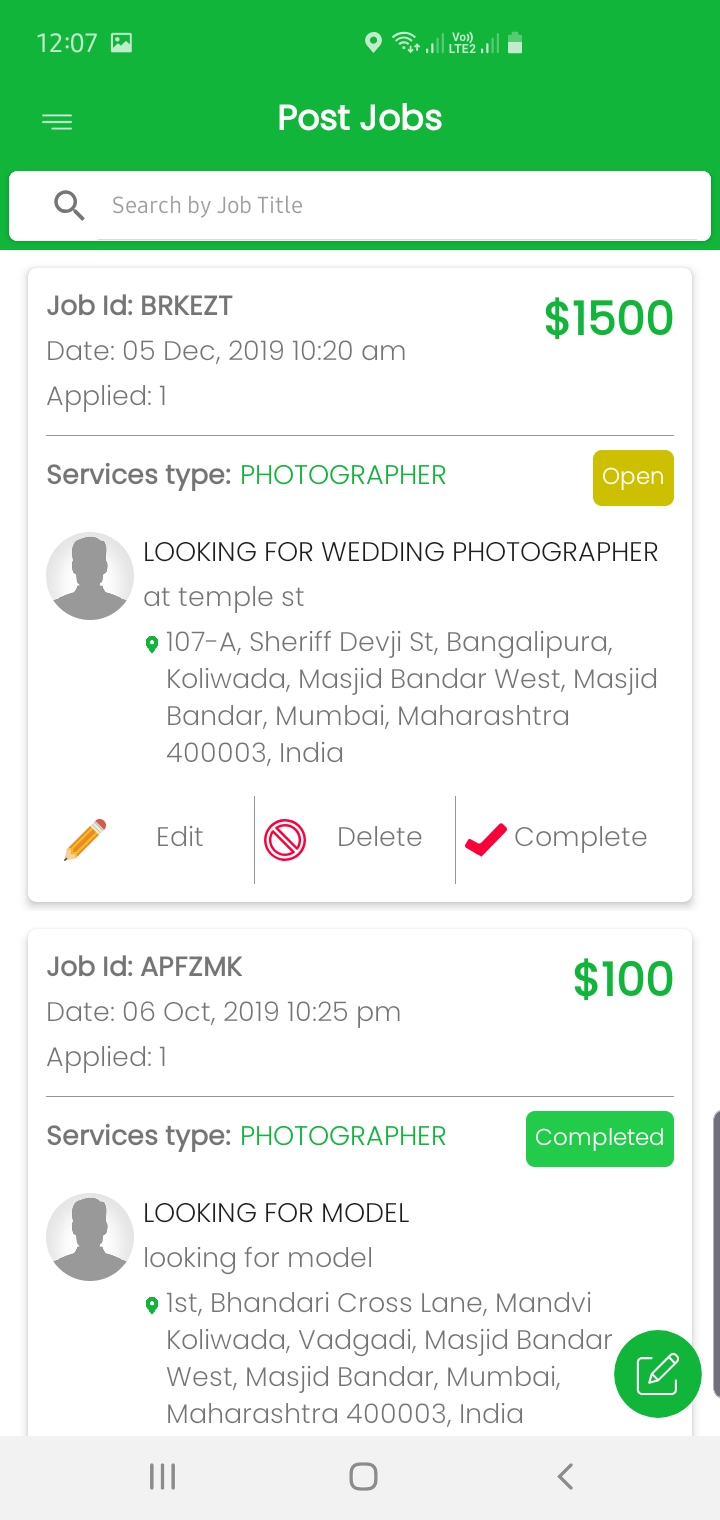 12:07
Vo)) LTE2
Post Jobs
Search by Job Title
Job Id: BRKEZT
$1500
Date: 05 Dec, 2019 10:20 am
Applied: 1
Services type: PHOTOGRAPHER
Open
LOOKING FOR WEDDING PHOTOGRAPHER
at temple st
107-A, Sheriff Devji St, Bangalipura,
Koliwada, Masjid Bandar West, Masjid
Bandar, Mumbai, Maharashtra
400003, India
Edit
Delete
Complete
Job Id: APFZMK
$100
Date: 06 Oct, 2019 10:25 pm
Applied: 1
Services type: PHOTOGRAPHER
Completed
LOOKING FOR MODEL
looking for model
1st, Bhandari Cross Lane, Mandvi
Koliwada, Vadgadi, Masjid Bandar
West, Masjid Bandar, Mumbai,
Maharashtra 400003, India